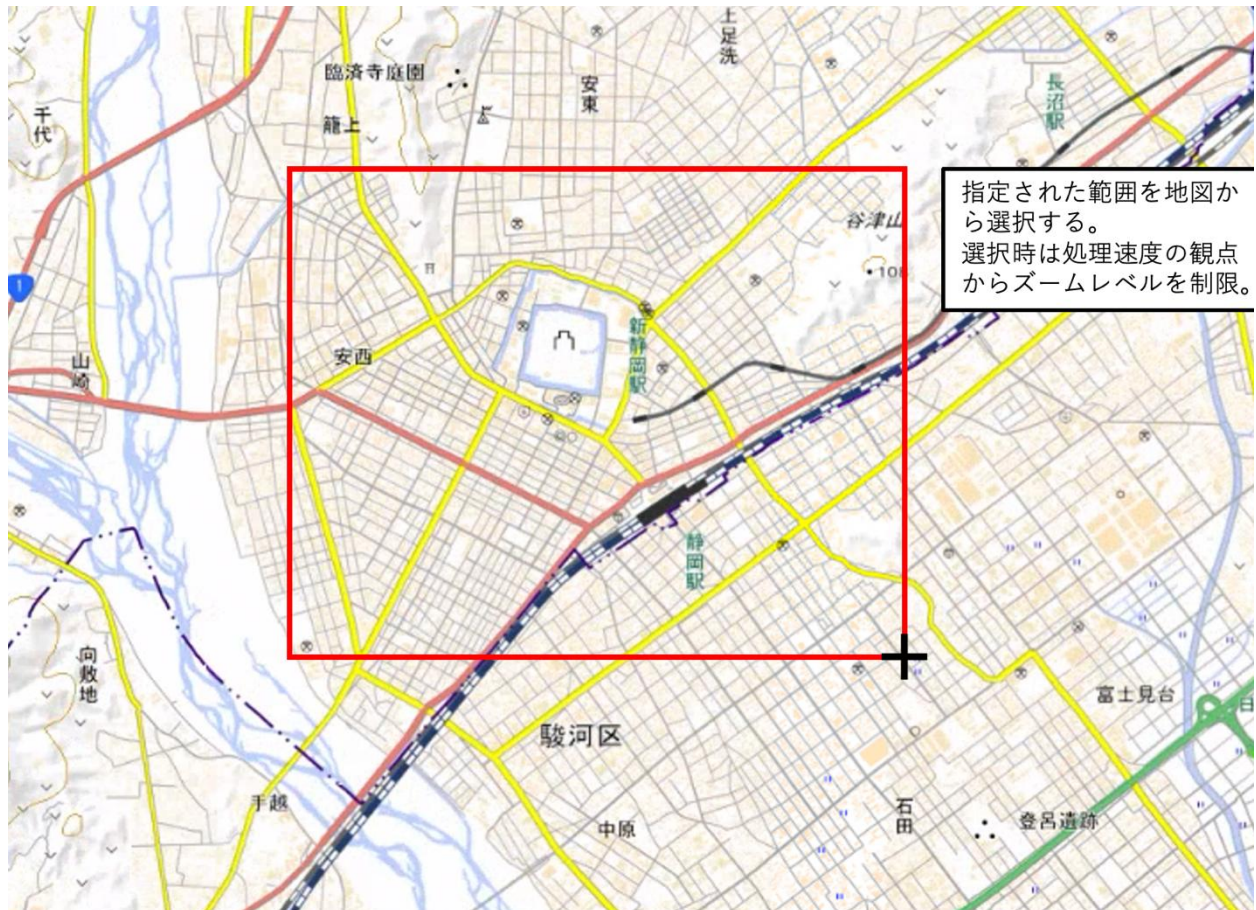 上足洗
臨済寺庭園
安東
長沼駅
千代
籠上
指定された範囲を地図か
ら選択する。
選択時は処理速度の観点
からズームレベルを制限。
谷津山
108
1
新静岡駅
安西
山崎
静岡駅
向敷地
富士見台
駿河区
手越
中原
石田
登呂遺跡
日